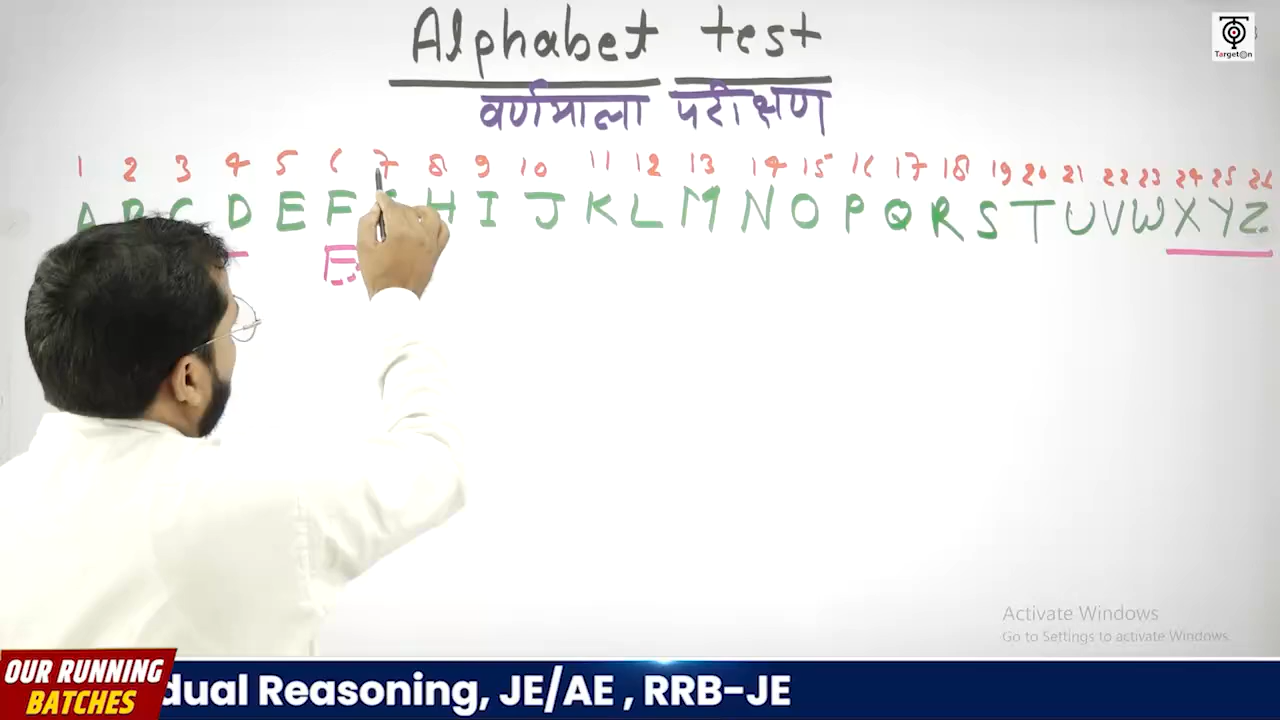 Alphabet test
वर्णमाला परीक्षण
TargetOn
1 2 3 4 5 6 7 8 9 10 11 12 13 14 15 16 17 18 19 20 21 22 23 24 25 26
A B C D E F H I J K L M N O P Q R S T U V W X Y Z
F
Activate Windows
Go to Settings to activate Windows.
OUR RUNNING
BATCHES
dual Reasoning, JE/AE , RRB-JE